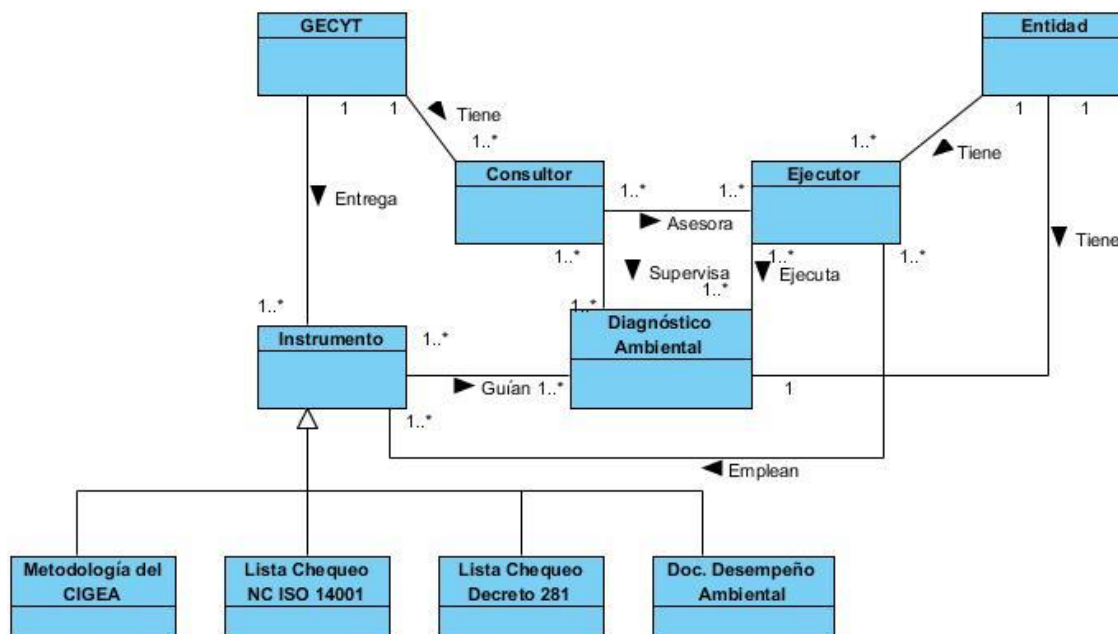 GECYT
Entidad
1
1
1
1
Tiene
1..*
1..*
Tiene
Consultor
Ejecutor
1..*
1..*
Entrega
Asesora
Tiene
1..*
1..*
1..*
Supervisa
Ejecuta
1..*
1..*
1..*
Instrumento
1..*
Diagnóstico
Ambiental
Guían
1..*
1
1..*
Emplean
Metodología del
CIGEA
Lista Chequeo
NC ISO 14001
Lista Chequeo
Decreto 281
Doc. Desempeño
Ambiental